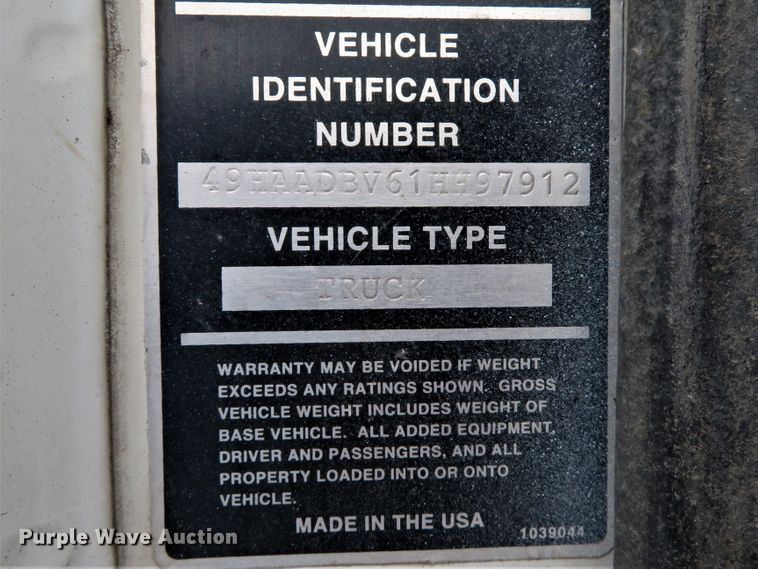 VEHICLE
IDENTIFICATION
NUMBER
49HAADBV61HH97912
VEHICLE TYPE
TRUCK
WARRANTY MAY BE VOIDED IF WEIGHT
EXCEEDS ANY RATINGS SHOWN. GROSS
VEHICLE WEIGHT INCLUDES WEIGHT OF
BASE VEHICLE. ALL ADDED EQUIPMENT,
DRIVER AND PASSENGERS, AND ALL
PROPERTY LOADED INTO OR ONTO
VEHICLE.
MADE IN THE USA
1039044
Purple Wave Auction